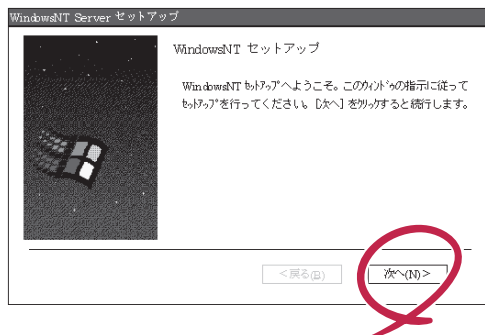 WindowsNT Server セットアップ
WindowsNT セットアップ
WindowsNT ｾｯﾄｱｯﾌﾟへようこそ。このｳｨﾝﾄﾞｳの指示に従って
ｾｯﾄｱｯﾌﾟを行ってください。[次へ] をｸﾘｯｸすると続行します。
<戻る(B) 次へ(N)>